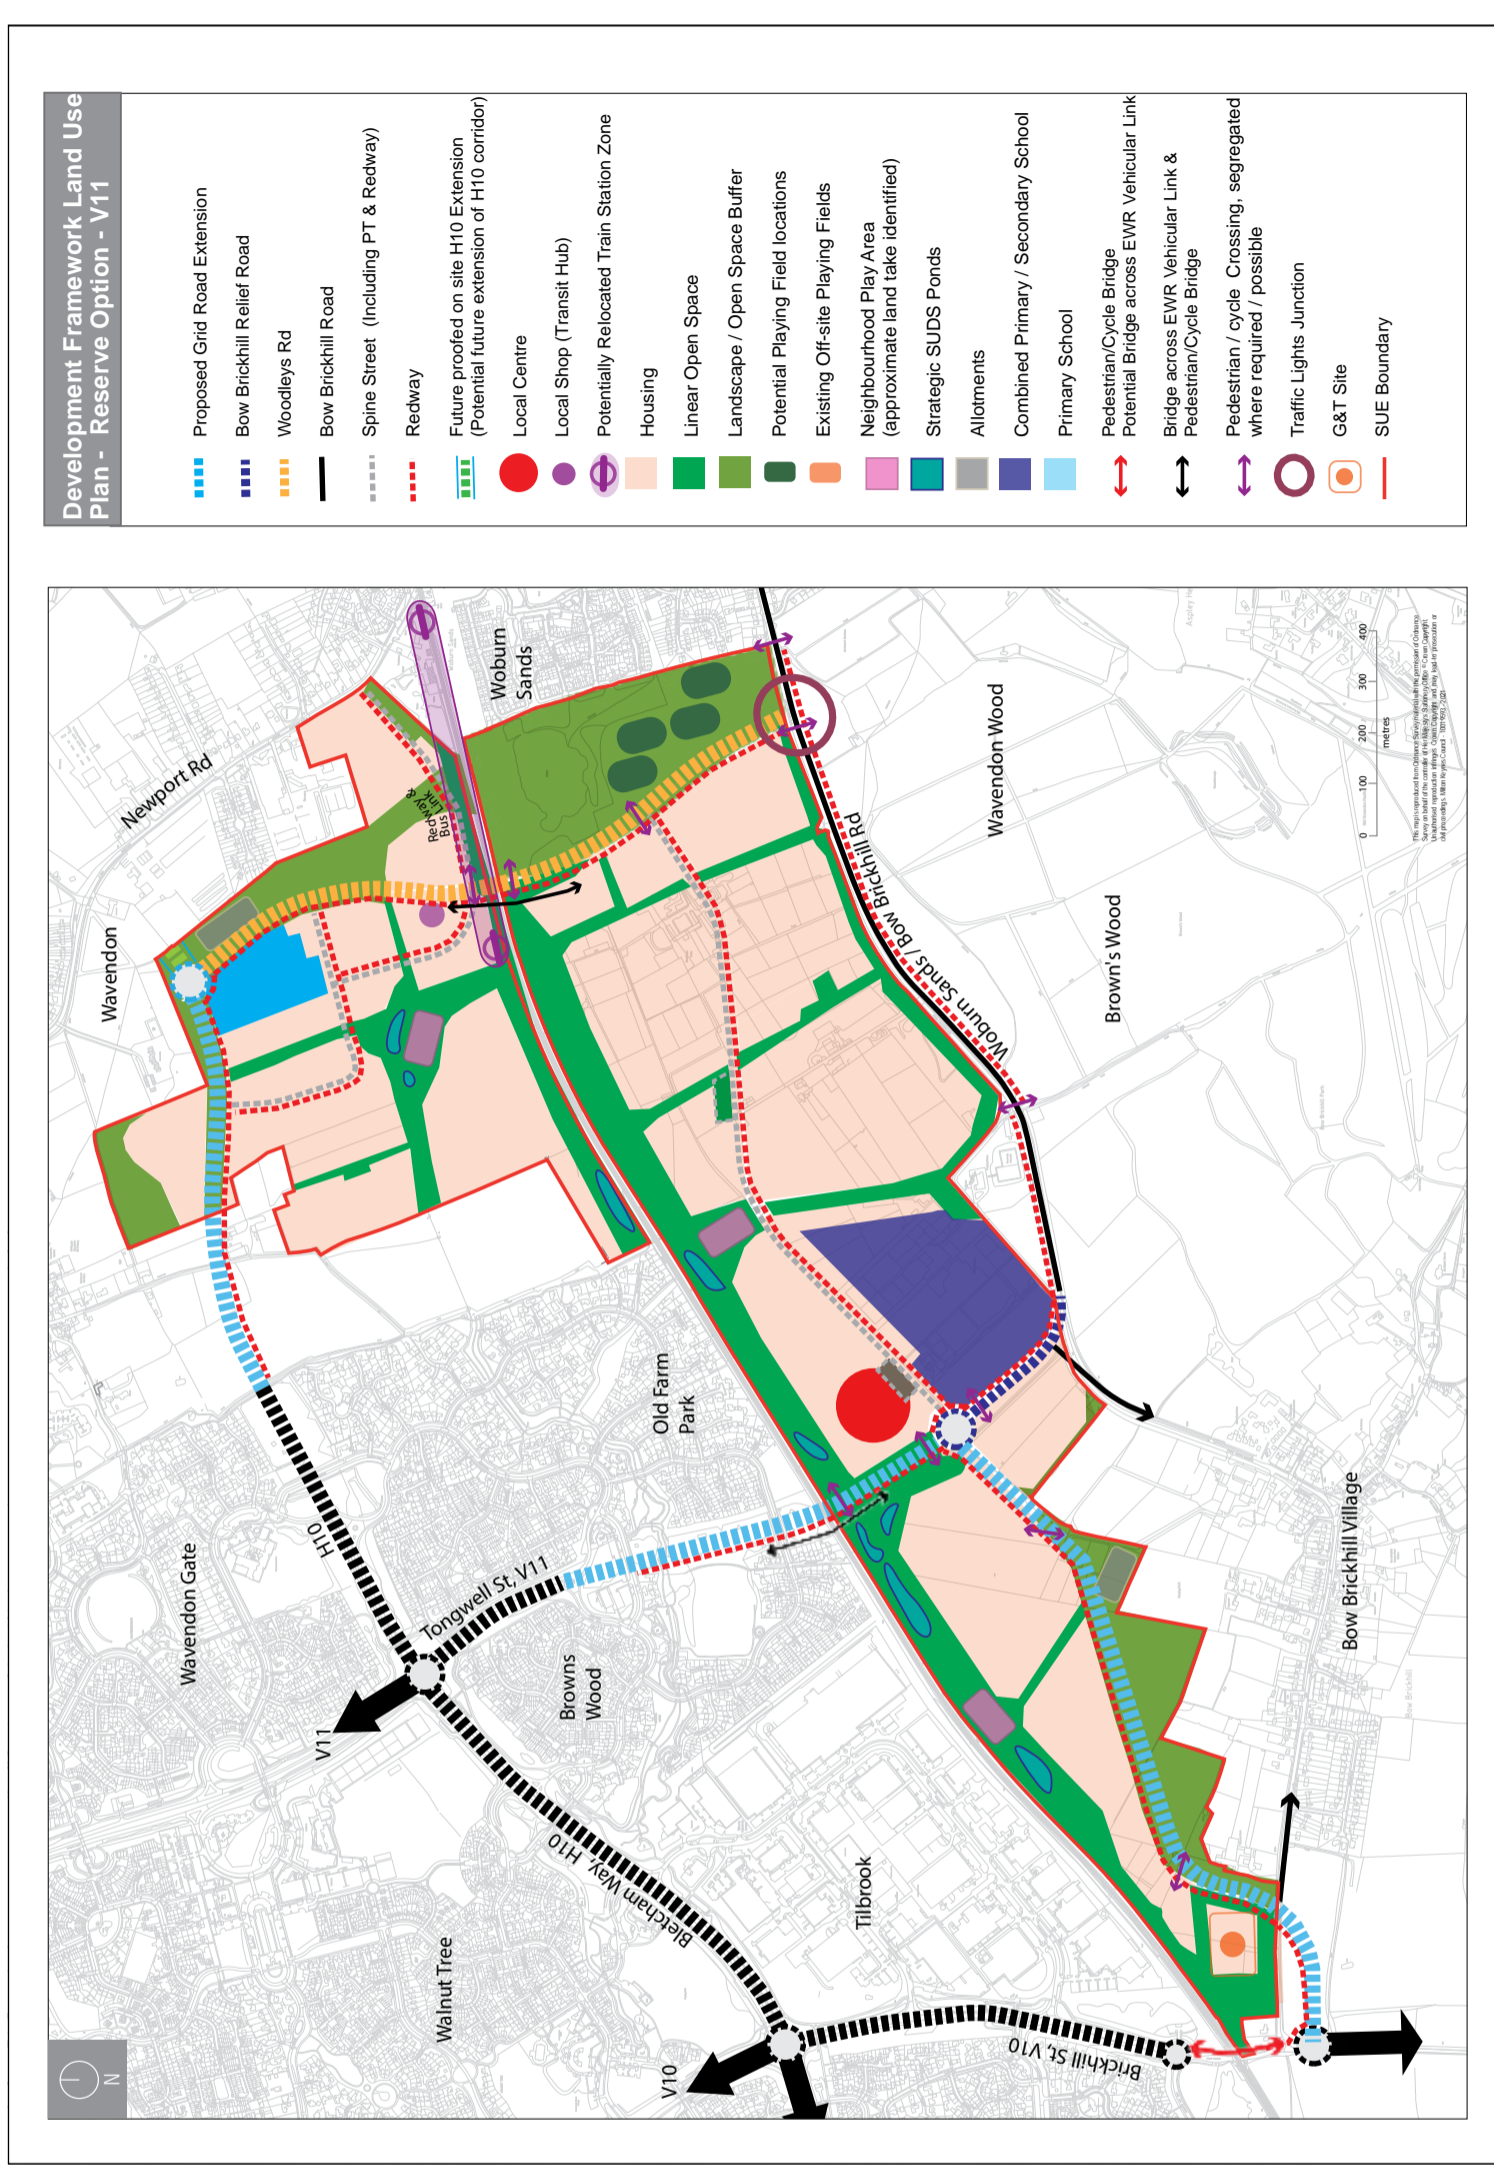 Development Framework Land Use
Plan - Reserve Option - V11
Proposed Grid Road Extension
Bow Brickhill Relief Road
Woodleys Rd
Bow Brickhill Road
Spine Street (Including PT & Redway)
Redway
Future proofed on site H10 Extension
(Potential future extension of H10 corridor)
Local Centre
Local Shop (Transit Hub)
Potentially Relocated Train Station Zone
Housing
Linear Open Space
Landscape / Open Space Buffer
Potential Playing Field locations
Existing Off-site Playing Fields
Neighbourhood Play Area
(approximate land take identified)
Strategic SUDS Ponds
Allotments
Combined Primary / Secondary School
Primary School
Pedestrian/Cycle Bridge
Potential Bridge across EWR Vehicular Link
Bridge across EWR Vehicular Link &
Pedestrian/Cycle Bridge
Pedestrian / cycle Crossing, segregated
where required / possible
Traffic Lights Junction
G&T Site
SUE Boundary
N
Wavendon Gate
Wavendon
Newport Rd
Woburn
Sands
Redway &
Bus Link
H10
V11
Tongwell St, V11
Old Farm
Park
Browns
Wood
Walnut Tree
Bletcham Way, H10
V10
Tilbrook
Brickhill St, V10
Woburn Sands / Bow Brickhill Rd
Wavendon Wood
Brown's Wood
Bow Brickhill Village
Bow Brickhill
0 100 200 300 400
metres